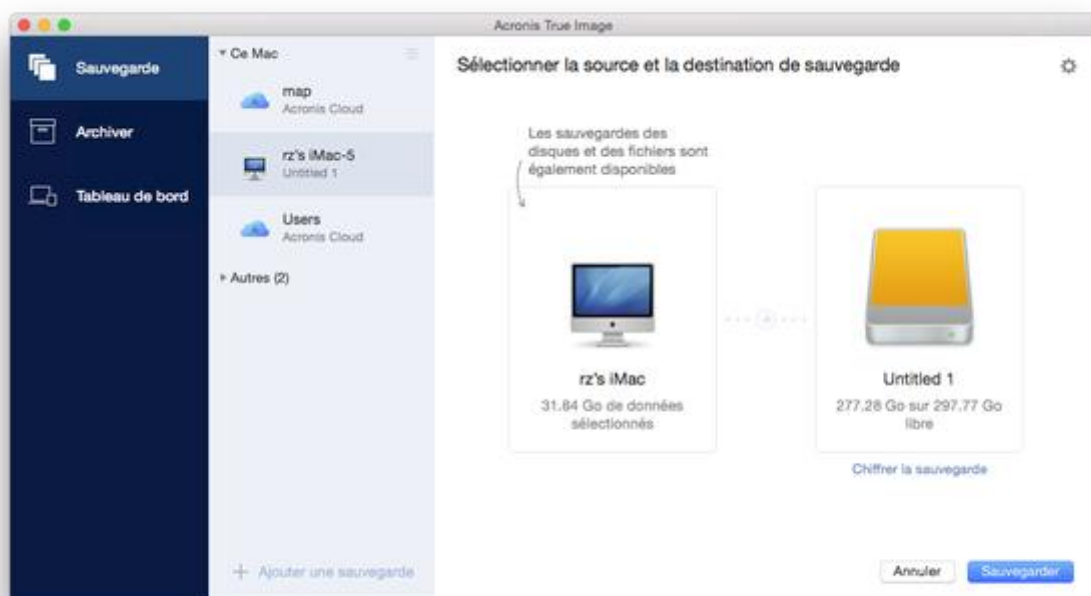 Acronis True Image
Sauvegarde
Archiver
Tableau de bord
Ce Mac
map
Acronis Cloud
rz's iMac-5
Untitled 1
Users
Acronis Cloud
Autres (2)
Ajouter une sauvegarde
Sélectionner la source et la destination de sauvegarde
Les sauvegardes des
disques et des fichiers sont
également disponibles
rz's iMac
31.84 Go de données
sélectionnés
Untitled 1
277.28 Go sur 297.77 Go
libre
Chiffrer la sauvegarde
Annuler
Sauvegarder